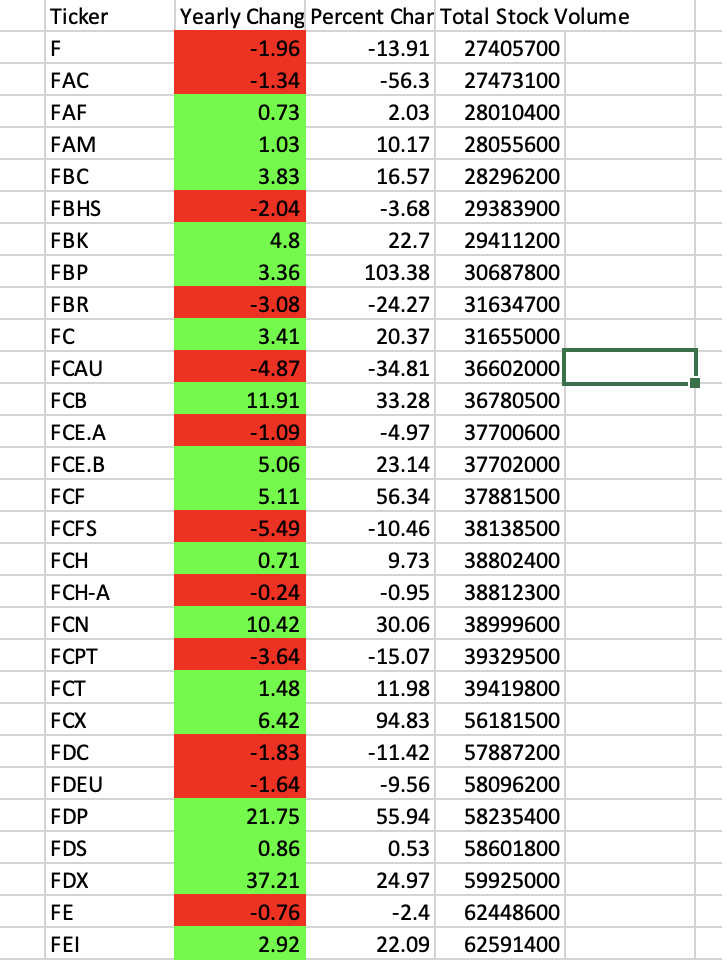 Ticker Yearly Chang Percent Char Total Stock Volume
F -1.96 -13.91 27405700
FAC -1.34 -56.3 27473100
FAF 0.73 2.03 28010400
FAM 1.03 10.17 28055600
FBC 3.83 16.57 28296200
FBHS -2.04 -3.68 29383900
FBK 4.8 22.7 29411200
FBP 3.36 103.38 30687800
FBR -3.08 -24.27 31634700
FC 3.41 20.37 31655000
FCAU -4.87 -34.81 36602000
FCB 11.91 33.28 36780500
FCE.A -1.09 -4.97 37700600
FCE.B 5.06 23.14 37702000
FCF 5.11 56.34 37881500
FCFS -5.49 -10.46 38138500
FCH 0.71 9.73 38802400
FCH-A -0.24 -0.95 38812300
FCN 10.42 30.06 38999600
FCPT -3.64 -15.07 39329500
FCT 1.48 11.98 39419800
FCX 6.42 94.83 56181500
FDC -1.83 -11.42 57887200
FDEU -1.64 -9.56 58096200
FDP 21.75 55.94 58235400
FDS 0.86 0.53 58601800
FDX 37.21 24.97 59925000
FE -0.76 -2.4 62448600
FEI 2.92 22.09 62591400